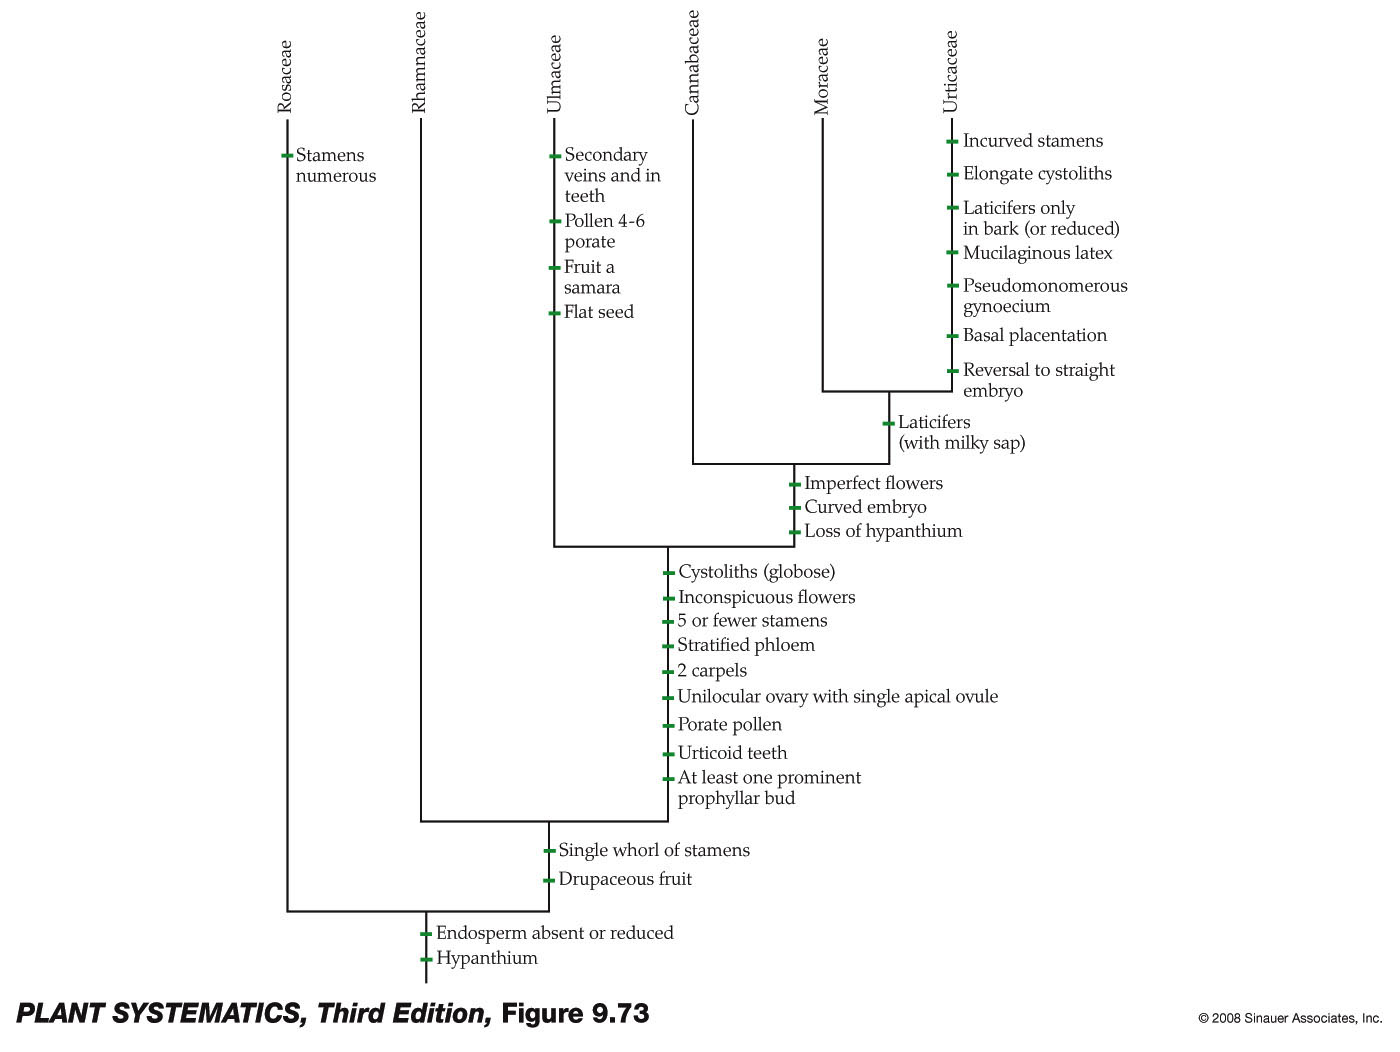 Rosaceae
Rhamnaceae
Ulmaceae
Cannabaceae
Moraceae
Urticaceae
Stamens
numerous
Secondary
veins and in
teeth
Pollen 4-6
porate
Fruit a
samara
Flat seed
Incurved stamens
Elongate cystoliths
Laticifers only
in bark (or reduced)
Mucilaginous latex
Pseudomonomerous
gynoecium
Basal placentation
Reversal to straight
embryo
Laticifers
(with milky sap)
Imperfect flowers
Curved embryo
Loss of hypanthium
Cystoliths (globose)
Inconspicuous flowers
5 or fewer stamens
Stratified phloem
2 carpels
Unilocular ovary with single apical ovule
Porate pollen
Urticoid teeth
At least one prominent
prophyllar bud
Single whorl of stamens
Drupaceous fruit
Endosperm absent or reduced
Hypanthium
PLANT SYSTEMATICS, Third Edition, Figure 9.73
© 2008 Sinauer Associates, Inc.